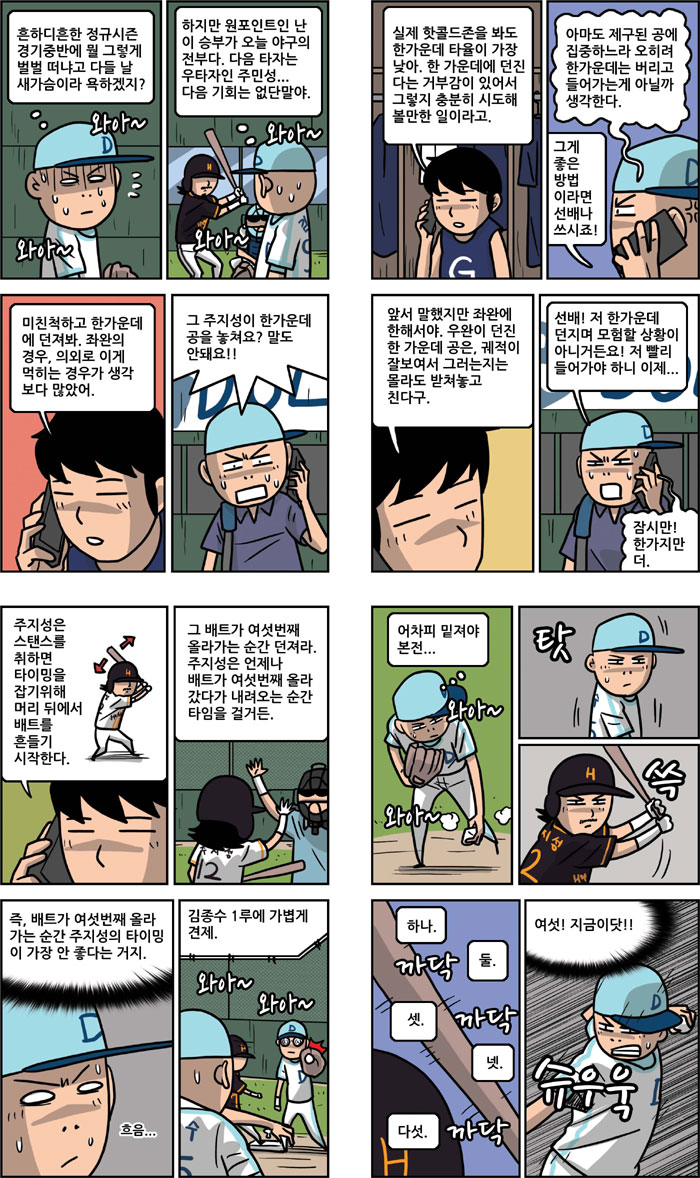 흔하디흔한 정규시즌
경기중반에 뭘 그렇게
벌벌 떠냐고 다들 날
새가슴이라 욕하겠지?
와아~
D
와아~
하지만 원포인트인 난
이 승부가 오늘 야구의
전부다. 다음 타자는
우타자인 주민성...
다음 기회는 없단말야.
와아~
H
와아~
미친척하고 한가운데
에 던져봐. 좌완의
경우, 의외로 이게
먹히는 경우가 생각
보다 많았어.
그 주지성이 한가운데
공을 놓쳐요? 말도
안돼요!!
실제 핫콜드존을 봐도
한가운데 타율이 가장
낮아. 한 가운데에 던진
다는 거부감이 있어서
그렇지 충분히 시도해
볼만한 일이라고.
G
아마도 제구된 공에
집중하느라 오히려
한가운데는 버리고
들어가는게 아닐까
생각한다.
그게
좋은
방법
이라면
선배나
쓰시죠!
앞서 말했지만 좌완에
한해서야. 우완이 던진
한 가운데 공은, 궤적이
잘보여서 그러는지는
몰라도 받쳐놓고
친다구.
선배! 저 한가운데
던지며 모험할 상황이
아니거든요! 저 빨리
들어가야 하니 이제...
잠시만!
한가지만
더.
주지성은
스탠스를
취하면
타이밍을
잡기위해
머리 뒤에서
배트를
흔들기
시작한다.
그 배트가 여섯번째
올라가는 순간 던져라.
주지성은 언제나
배트가 여섯번째 올라
갔다가 내려오는 순간
타임을 걸거든.
2
즉, 배트가 여섯번째 올라
가는 순간 주지성의 타이밍
이 가장 안 좋다는 거지.
D
흐음...
김종수 1루에 가볍게
견제.
와아~
와아~
D
수
5
어차피 밑져야
본전...
와아~
D
와아~
탓
D
쓱
H
지성
2
하나.
까닥
둘.
까닥
셋.
넷.
까닥
다섯.
H
여섯! 지금이닷!!
D
슈우욱